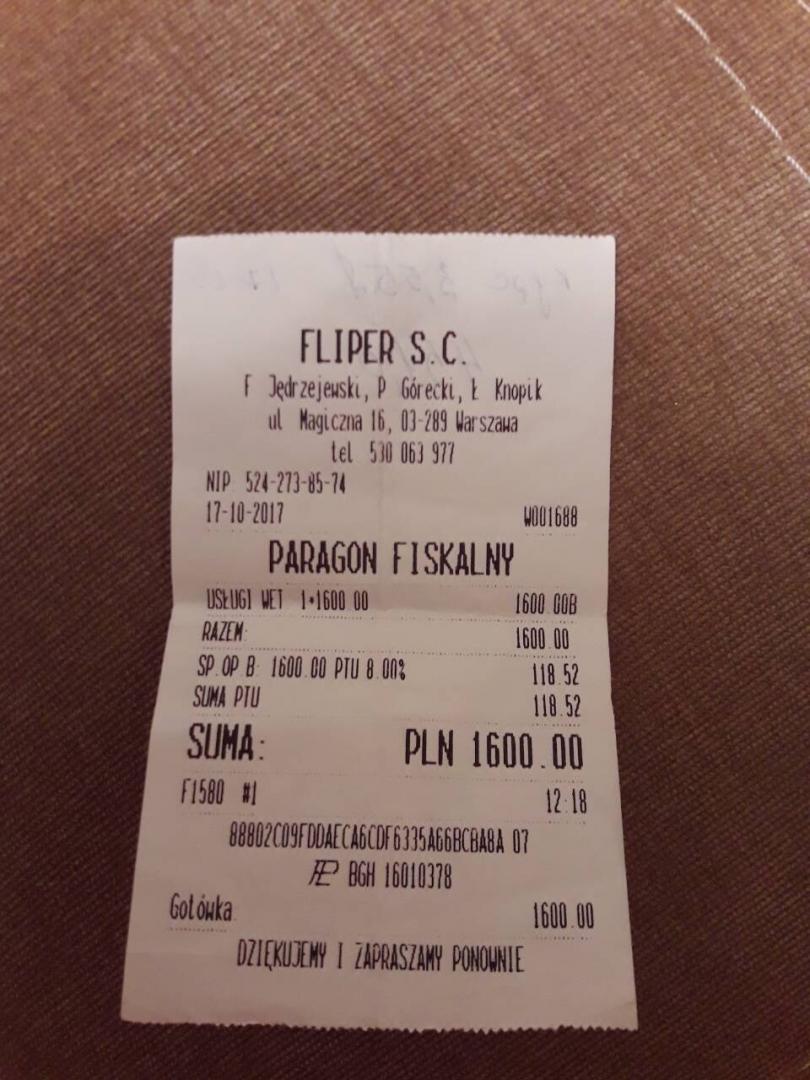 FLIPER S.C.
F Jędrzejewski, P Górecki, Ł Knopik
ul Magiczna 16, 03-289 Warszawa
tel 530 063 977
NIP 524-273-85-74
17-10-2017 W001688
PARAGON FISKALNY
USŁUGI WET 1*1600.00 1600.00B
RAZEM: 1600.00
SP.OP B: 1600.00 PTU 8.00% 118.52
SUMA PTU 118.52
SUMA: PLN 1600.00
F1580 #1 12:18
88802C09FDDAECA6CDF6335A66BCBA8A 07
BGH 16010378
Gotówka 1600.00
DZIĘKUJEMY I ZAPRASZAMY PONOWNIE